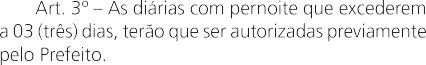 Art. 3º – As diárias com pernoite que excederem
a 03 (três) dias, terão que ser autorizadas previamente
pelo Prefeito.